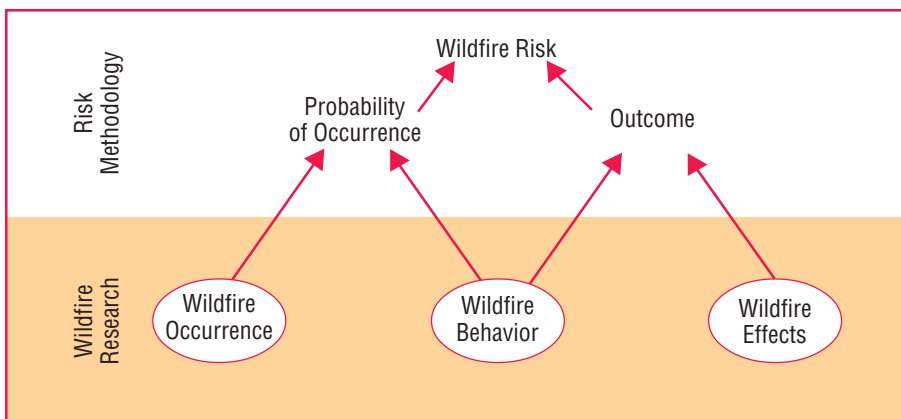 Wildfire Risk
Risk
Methodology
Probability
of Occurrence
Outcome
Wildfire
Research
Wildfire
Occurrence
Wildfire
Behavior
Wildfire
Effects